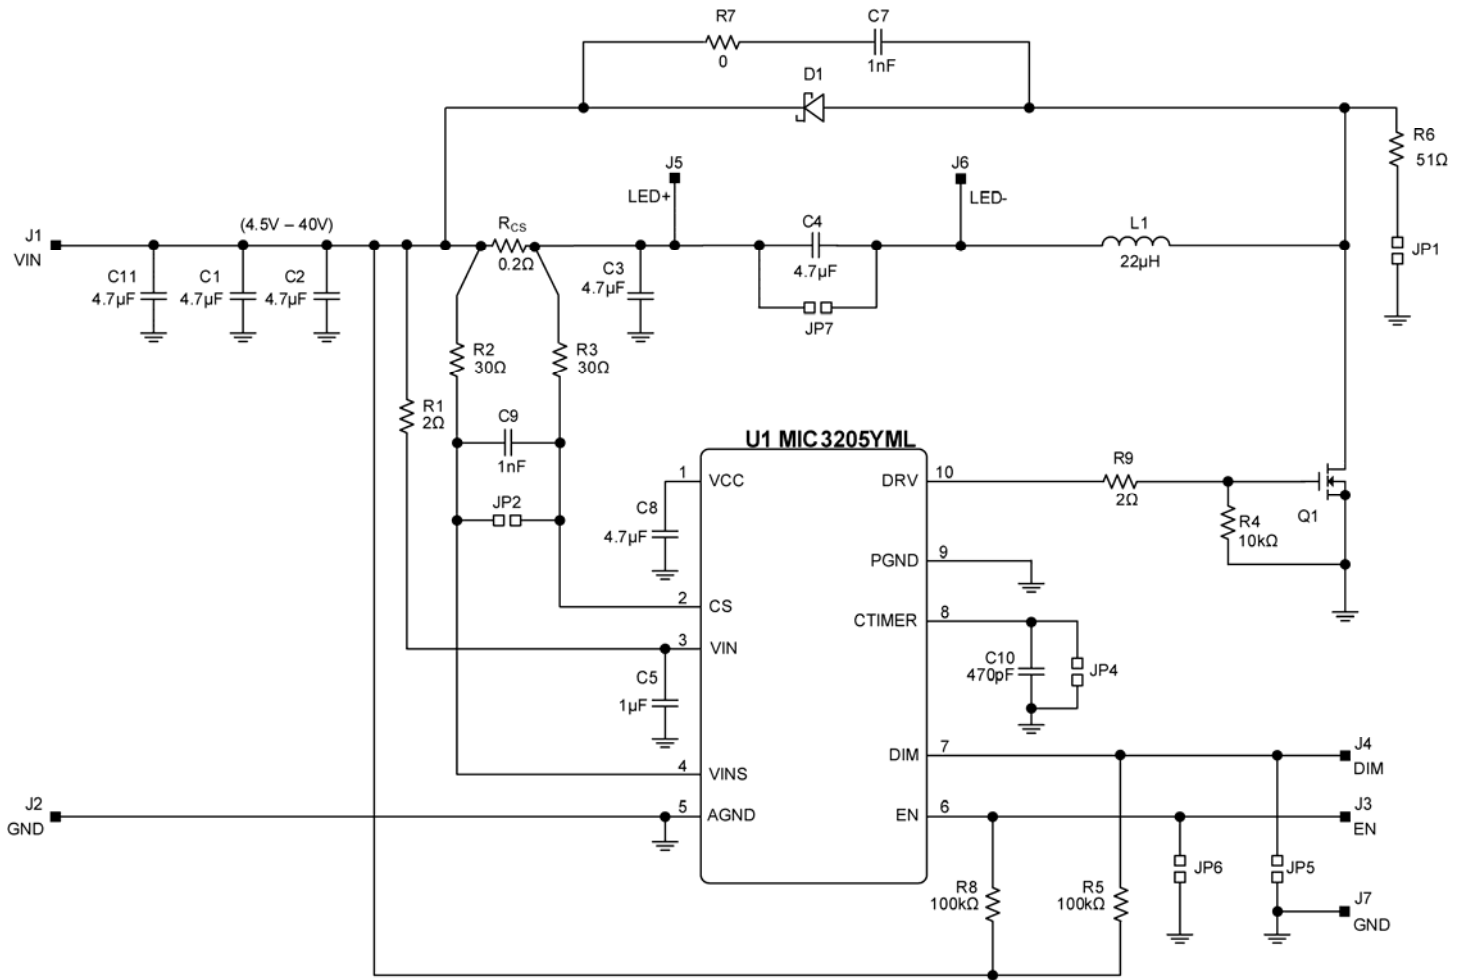 R7
0
C7
1nF
D1
R6
51Ω
JP1
J5
LED+
J6
LED-
J1
VIN
(4.5V – 40V)
RCS
0.2Ω
C4
4.7µF
JP7
L1
22µH
C11
4.7µF
C1
4.7µF
C2
4.7µF
C3
4.7µF
R2
30Ω
R3
30Ω
R1
2Ω
C9
1nF
JP2
U1 MIC3205YML
1
VCC
C8
4.7µF
2
CS
3
VIN
C5
1µF
4
VINS
5
AGND
J2
GND
DRV
10
R9
2Ω
R4
10kΩ
Q1
PGND
9
CTIMER
8
C10
470pF
JP4
DIM
7
J4
DIM
EN
6
J3
EN
R8
100kΩ
R5
100kΩ
JP6
JP5
J7
GND